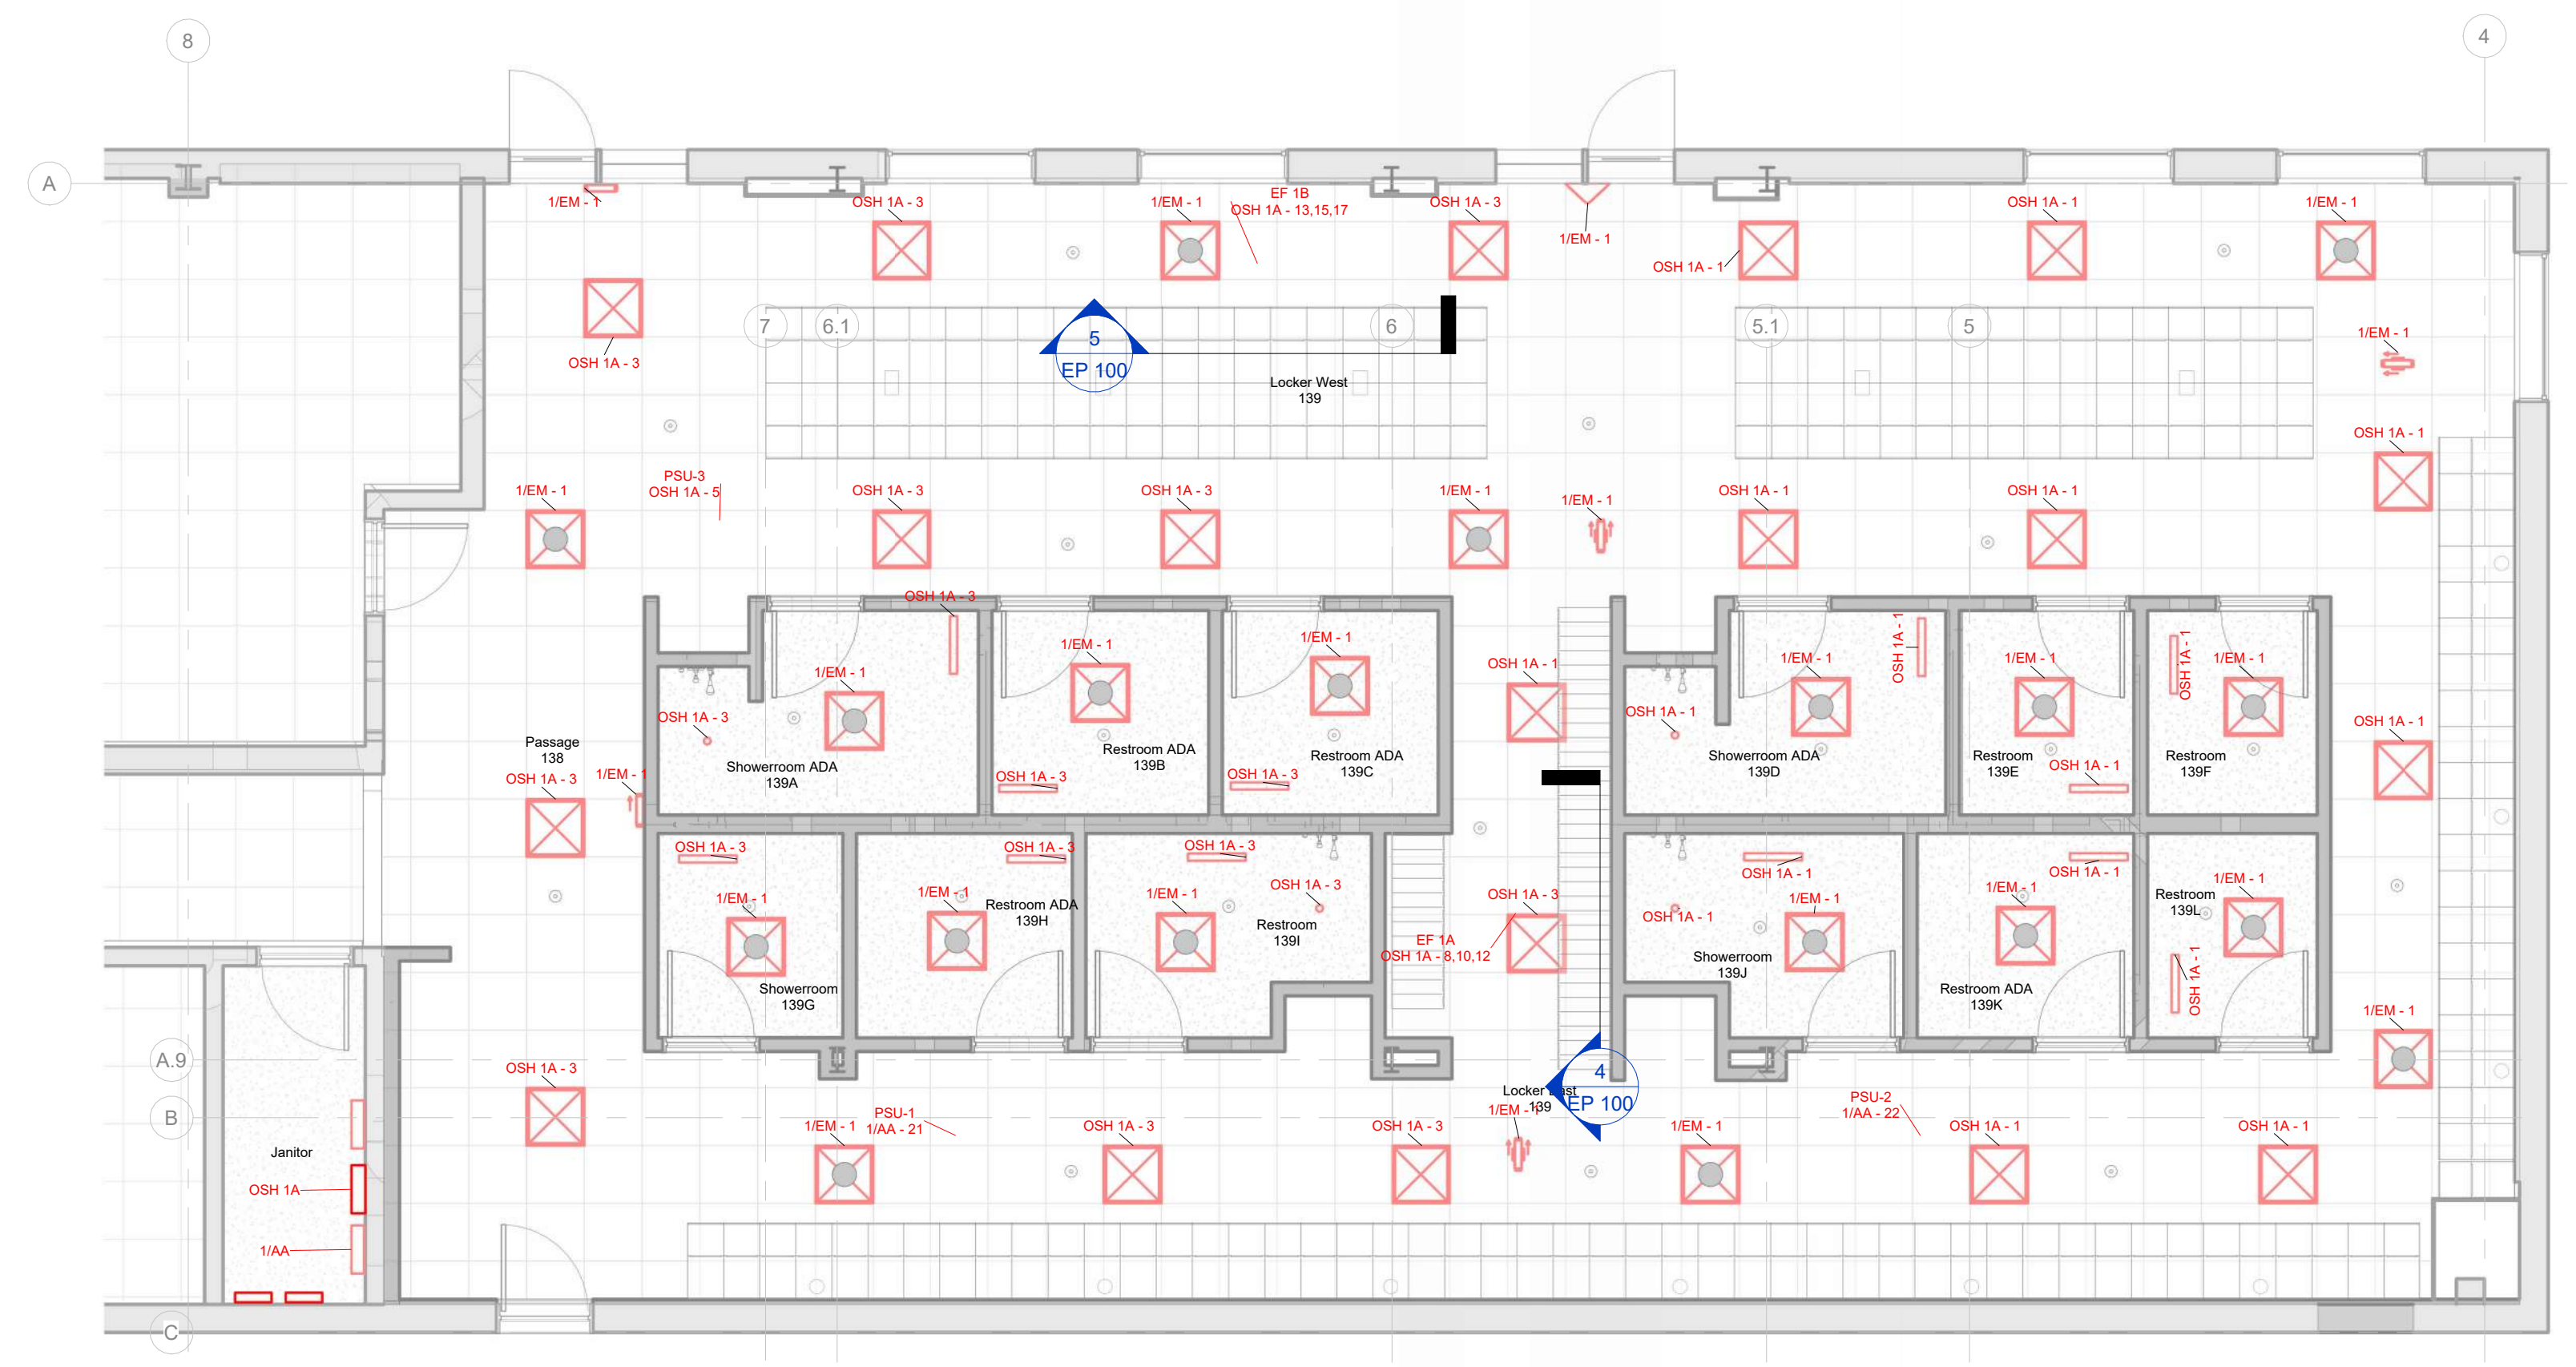 8
4
A
1/EM - 1
OSH 1A - 3
1/EM - 1
EF 1B
OSH 1A - 13,15,17
OSH 1A - 3
1/EM - 1
OSH 1A - 1
OSH 1A - 1
1/EM - 1
OSH 1A - 3
7
6.1
5
EP 100
6
5.1
5
1/EM - 1
Locker West
139
OSH 1A - 1
PSU-3
OSH 1A - 5
1/EM - 1
OSH 1A - 3
OSH 1A - 3
1/EM - 1
1/EM - 1
OSH 1A - 1
OSH 1A - 1
OSH 1A - 3
1/EM - 1
1/EM - 1
1/EM - 1
OSH 1A - 1
OSH 1A - 1
1/EM - 1
1/EM - 1
OSH 1A - 1
1/EM - 1
OSH 1A - 3
OSH 1A - 1
OSH 1A - 1
Passage
138
OSH 1A - 3
1/EM - 1
Showerroom ADA
139A
Restroom ADA
139B
OSH 1A - 3
Restroom ADA
139C
OSH 1A - 3
Showerroom ADA
139D
Restroom
139E
OSH 1A - 1
Restroom
139F
OSH 1A - 3
OSH 1A - 3
OSH 1A - 3
OSH 1A - 1
OSH 1A - 1
1/EM - 1
1/EM - 1
1/EM - 1
OSH 1A - 3
OSH 1A - 3
1/EM - 1
1/EM - 1
1/EM - 1
Restroom ADA
139H
Restroom
139I
OSH 1A - 1
Restroom
139L
EF 1A
OSH 1A - 8,10,12
Showerroom
139J
OSH 1A - 1
Showerroom
139G
Restroom ADA
139K
1/EM - 1
A.9
OSH 1A - 3
4
EP 100
Locker East
139
1/EM - 1
B
PSU-1
1/AA - 21
PSU-2
1/AA - 22
1/EM - 1
OSH 1A - 3
OSH 1A - 3
1/EM - 1
OSH 1A - 1
OSH 1A - 1
Janitor
OSH 1A
1/AA
C